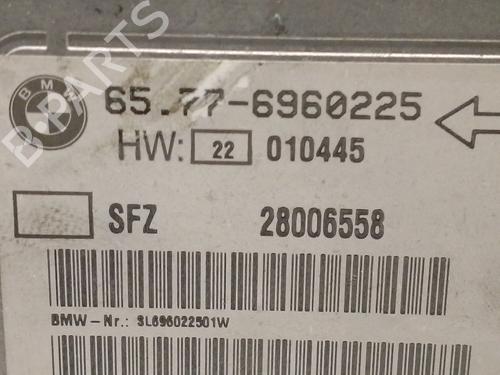 BMW
65.77-6960225
HW: 22 010445
SFZ 28006558
BMW-Nr.: SL696022501W
B-PARTS